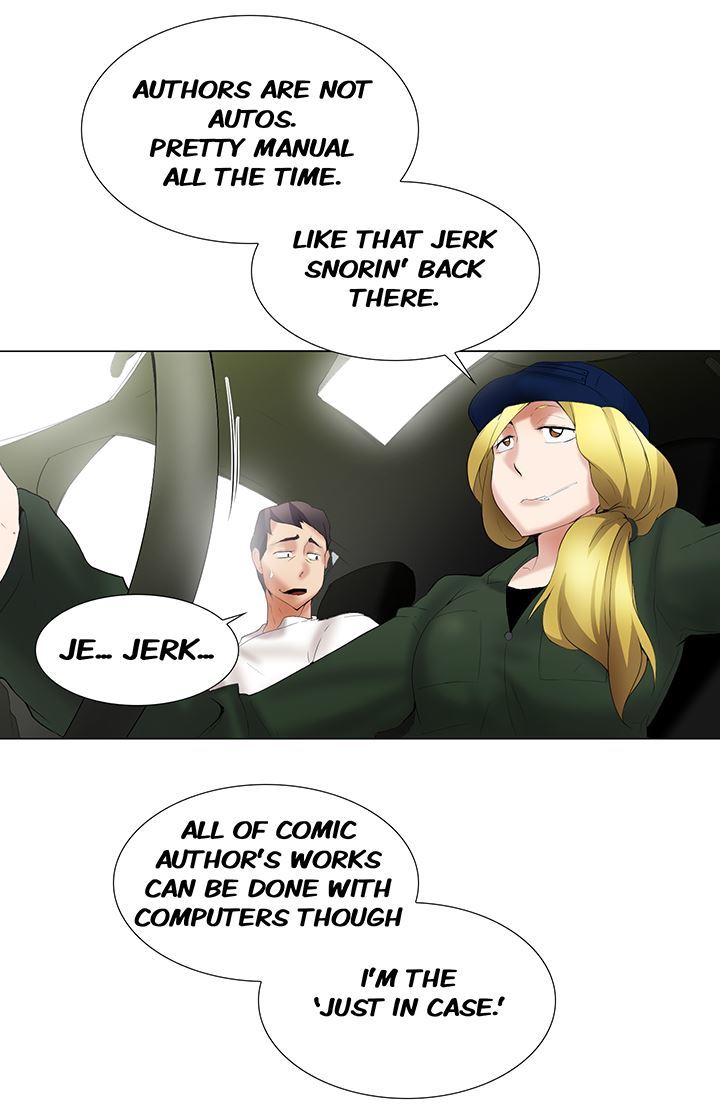 AUTHORS ARE NOT
AUTOS.
PRETTY MANUAL
ALL THE TIME.
LIKE THAT JERK
SNORIN' BACK
THERE.
JE... JERK...
ALL OF COMIC
AUTHOR'S WORKS
CAN BE DONE WITH
COMPUTERS THOUGH
I'M THE
'JUST IN CASE.'